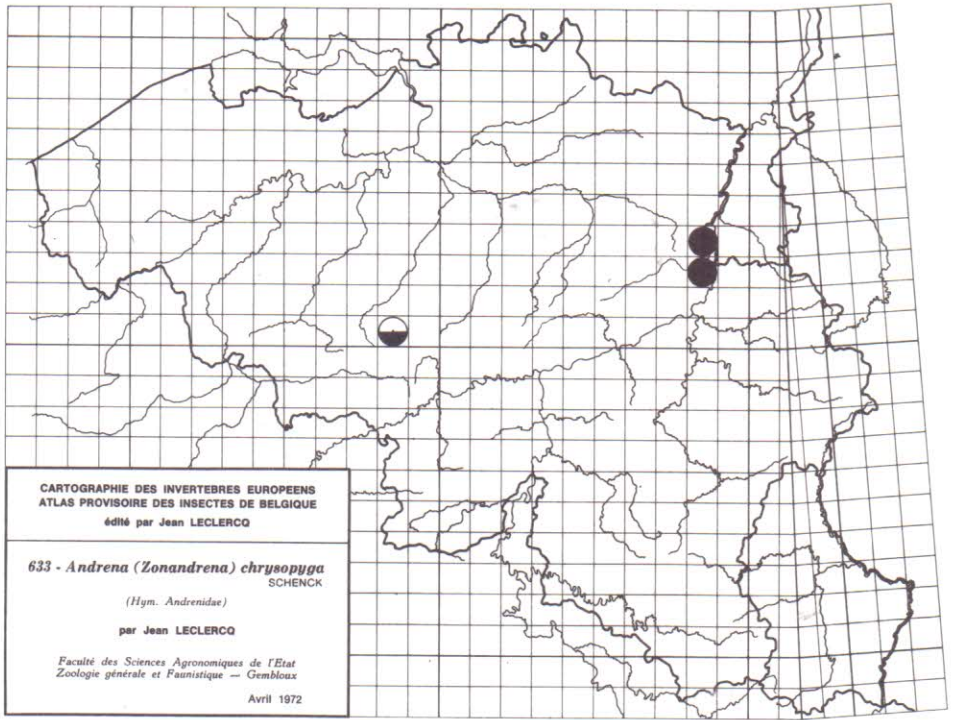 CARTOGRAPHIE DES INVERTEBRES EUROPEENS
ATLAS PROVISOIRE DES INSECTES DE BELGIQUE
édité par Jean LECLERCQ
633 - Andrena (Zonandrena) chrysopyga
SCHENCK
(Hym. Andrenidae)
par Jean LECLERCQ
Faculté des Sciences Agronomiques de l'Etat
Zoologie générale et Faunistique — Gembloux
Avril 1972